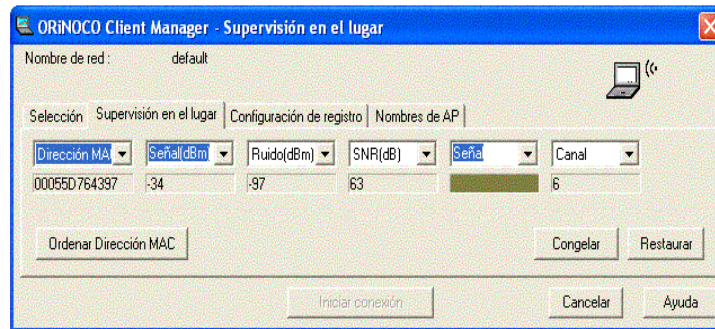 ORiNOCO Client Manager - Supervisión en el lugar
Nombre de red : default
Selección Supervisión en el lugar Configuración de registro Nombres de AP
Dirección MA Señal(dBm) Ruido(dBm) SNR(dB) Señal Canal
00055D764397 -34 -97 63 6
Ordenar Dirección MAC Congelar Restaurar
Iniciar conexión Cancelar Ayuda